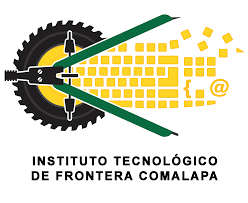 { @
INSTITUTO TECNOLÓGICO
DE FRONTERA COMALAPA